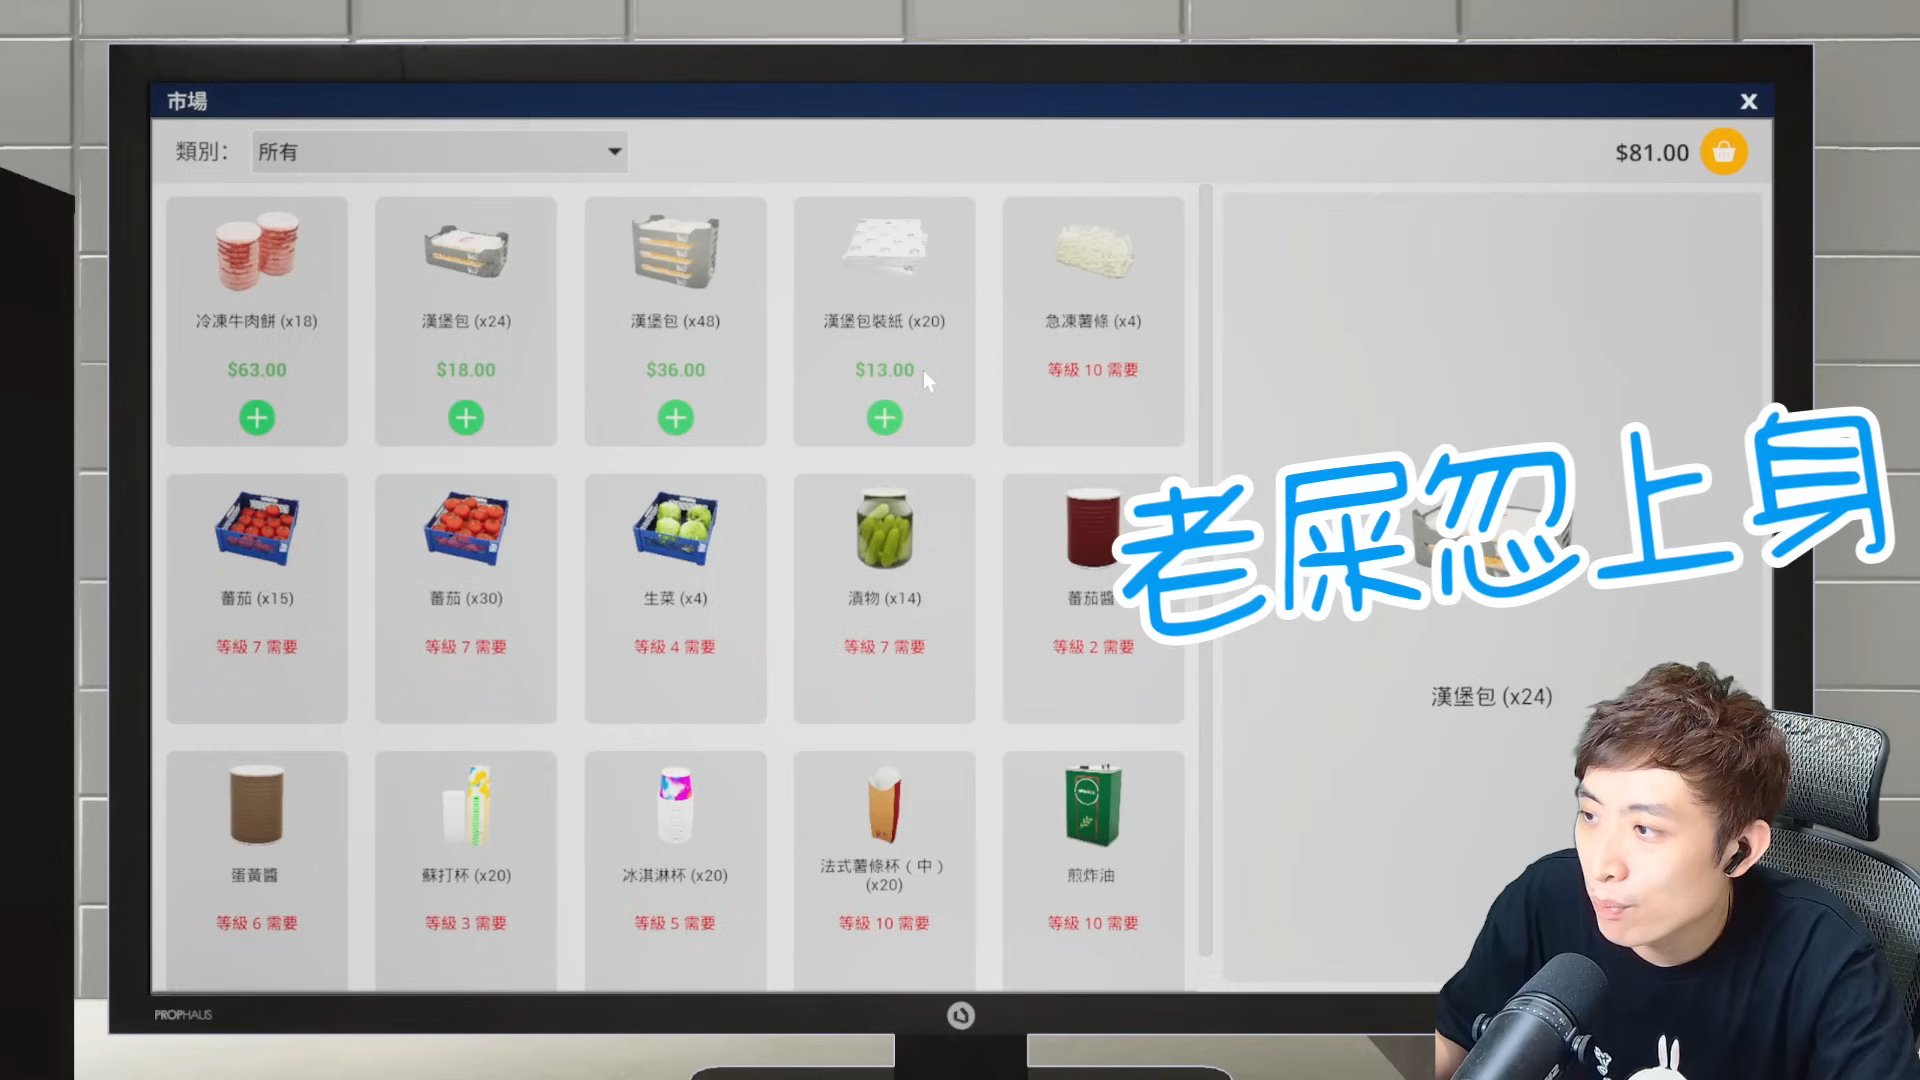 市場
X
類別：
所有
$81.00
冷凍牛肉餅 (x18)
漢堡包 (x24)
漢堡包 (x48)
漢堡包裝紙 (x20)
急凍薯條 (x4)
$63.00
$18.00
$36.00
$13.00
等級 10 需要
老屎忽上身
蕃茄 (x15)
蕃茄 (x30)
生菜 (x4)
漬物 (x14)
蕃茄醬
等級 7 需要
等級 7 需要
等級 4 需要
等級 7 需要
等級 2 需要
漢堡包 (x24)
蛋黃醬
蘇打杯 (x20)
冰淇淋杯 (x20)
法式薯條杯（中）
(x20)
煎炸油
等級 6 需要
等級 3 需要
等級 5 需要
等級 10 需要
等級 10 需要
PROPHAUS